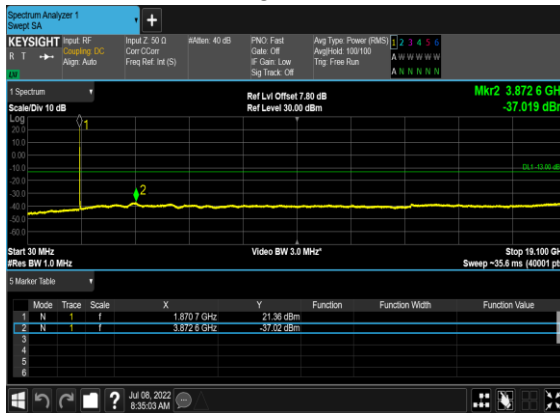 Spectrum Analyzer 1
Swept SA
+
KEYSIGHT Input: RF Input Z: 50 Ω #Atten: 40 dB PNO: Fast Avg Type: Power (RMS) 1 2 3 4 5 6
R T Coupling: DC Corr CCorr Gate: Off Avg|Hold: 100/100 A W W W W W
Align: Auto Freq Ref: Int (S) IF Gain: Low Trig: Free Run
Sig Track: Off A N N N N N
1 Spectrum Ref Lvl Offset 7.80 dB Mkr2 3.872 6 GH
Scale/Div 10 dB Ref Level 30.00 dBm -37.019 dB
Log
20.0
10.0
0.00
-10.0
-20.0
-30.0
-40.0
-50.0
-60.0
1
2
DL1 -13.00 dB
Start 30 MHz Video BW 3.0 MHz* Stop 19.100 GH
#Res BW 1.0 MHz Sweep ~35.6 ms (40001 pt
5 Marker Table
Mode Trace Scale X Y Function Function Width Function Value
1 N 1 f 1.870 7 GHz 21.36 dBm
2 N 1 f 3.872 6 GHz -37.02 dBm
3
4
5
6
? Jul 08, 2022
8:35:03 AM